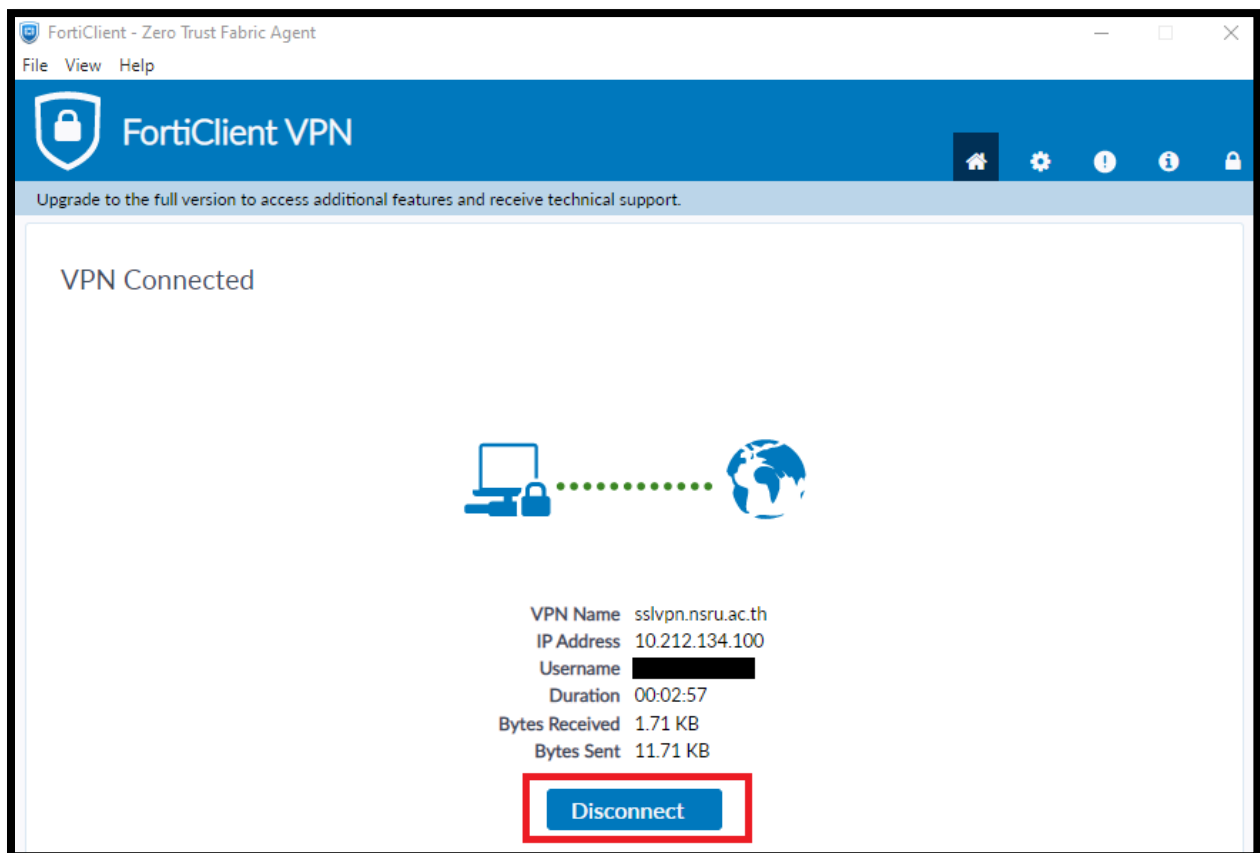 FortiClient - Zero Trust Fabric Agent
File View Help
FortiClient VPN
Upgrade to the full version to access additional features and receive technical support.
VPN Connected
VPN Name sslvpn.nsru.ac.th
IP Address 10.212.134.100
Username
Duration 00:02:57
Bytes Received 1.71 KB
Bytes Sent 11.71 KB
Disconnect